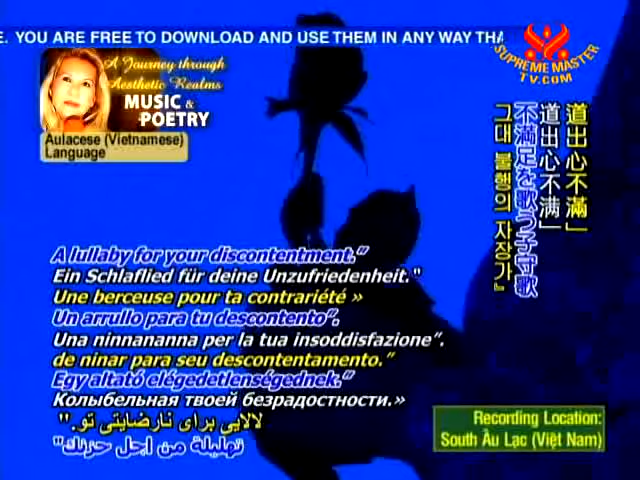 E. YOU ARE FREE TO DOWNLOAD AND USE THEM IN ANY WAY THA
SUPREME MASTER
TV.COM
A Journey through
Aesthetic Realms
MUSIC &
POETRY
Aulacese (Vietnamese)
Language
道出心不滿」
道出心不满」
不満足を歌う子守歌
그대 불행의 자장가』
A lullaby for your discontentment."
Ein Schlaflied für deine Unzufriedenheit."
Une berceuse pour ta contrariété »
Un arrullo para tu descontento".
Una ninnananna per la tua insoddisfazione".
de ninar para seu descontentamento."
Egy altató elégedetlenségednek."
Колыбельная твоей безрадостности.»
لالایی برای نارضایتی تو."
تهليلة من اجل حزنك"
Recording Location:
South Âu Lạc (Việt Nam)